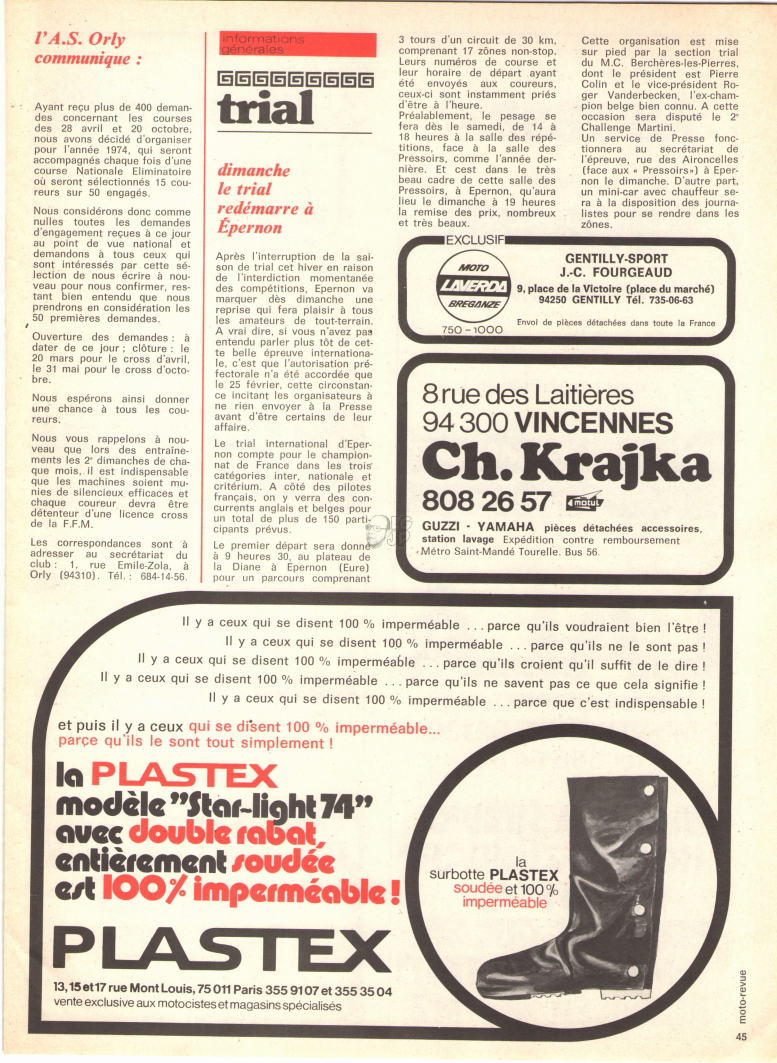 l'A.S. Orly
communique :
Ayant reçu plus de 400 deman-
des concernant les courses
des 28 avril et 20 octobre,
nous avons décidé d'organiser
pour l'année 1974, qui seront
accompagnés chaque fois d'une
course Nationale Eliminatoire
où seront sélectionnés 15 cou-
reurs sur 50 engagés.
Nous considérons donc comme
nulles toutes les demandes
d'engagement reçues à ce jour
au point de vue national et
demandons à tous ceux qui
sont intéressés par cette sé-
lection de nous écrire à nou-
veau pour nous confirmer, res-
tant bien entendu que nous
prendrons en considération les
50 premières demandes.
Ouverture des demandes : à
dater de ce jour ; clôture : le
20 mars pour le cross d'avril,
le 31 mai pour le cross d'octo-
bre.
Nous espérons ainsi donner
une chance à tous les cou-
reurs.
Nous vous rappelons à nou-
veau que lors des entraîne-
ments les 2e dimanches de cha-
que mois, il est indispensable
que les machines soient mu-
nies de silencieux efficaces et
chaque coureur devra être
détenteur d'une licence cross
de la F.F.M.
Les correspondances sont à
adresser au secrétariat du
club : 1, rue Emile-Zola, à
Orly (94310). Tél. : 684-14-56.
informations
générales
trial
dimanche
le trial
redémarre à
Épernon
Après l'interruption de la sai-
son de trial cet hiver en raison
de l'interdiction momentanée
des compétitions, Epernon va
marquer dès dimanche une
reprise qui fera plaisir à tous
les amateurs de tout-terrain.
A vrai dire, si vous n'avez pas
entendu parler plus tôt de cet-
te belle épreuve internationa-
le, c'est que l'autorisation pré-
fectorale n'a été accordée que
le 25 février, cette circonstan-
ce incitant les organisateurs à
ne rien envoyer à la Presse
avant d'être certains de leur
affaire.
Le trial international d'Eper-
non compte pour le champion-
nat de France dans les trois
catégories inter, nationale et
critérium. A côté des pilotes
français, on y verra des con-
currents anglais et belges pour
un total de plus de 150 parti-
cipants prévus.
Le premier départ sera donné
à 9 heures 30, au plateau de
la Diane à Epernon (Eure)
pour un parcours comprenant
3 tours d'un circuit de 30 km,
comprenant 17 zônes non-stop.
Leurs numéros de course et
leur horaire de départ ayant
été envoyés aux coureurs,
ceux-ci sont instamment priés
d'être à l'heure.
Préalablement, le pesage se
fera dès le samedi, de 14 à
18 heures à la salle des répé-
titions, face à la salle des
Pressoirs, comme l'année der-
nière. Et cest dans le très
beau cadre de cette salle des
Pressoirs, à Epernon, qu'aura
lieu le dimanche à 19 heures
la remise des prix, nombreux
et très beaux.
Cette organisation est mise
sur pied par la section trial
du M.C. Berchères-les-Pierres,
dont le président est Pierre
Colin et le vice-président Ro-
ger Vanderbecken, l'ex-cham-
pion belge bien connu. A cette
occasion sera disputé le 2e
Challenge Martini.
Un service de Presse fonc-
tionnera au secrétariat de
l'épreuve, rue des Aironcelles
(face aux « Pressoirs») à Eper-
non le dimanche. D'autre part,
un mini-car avec chauffeur se-
ra à la disposition des journa-
listes pour se rendre dans les
zônes.
EXCLUSIF
MOTO
LAVERDA
BREGANZE
750 - 1000
GENTILLY-SPORT
J.-C. FOURGEAUD
9, place de la Victoire (place du marché)
94250 GENTILLY Tél. 735-06-63
Envoi de pièces détachées dans toute la France
8 rue des Laitières
94 300 VINCENNES
Ch. Krajka
808 26 57 motul
GUZZI - YAMAHA pièces détachées accessoires,
station lavage Expédition contre remboursement
Métro Saint-Mandé Tourelle. Bus 56.
Il y a ceux qui se disent 100 % imperméable ... parce qu'ils voudraient bien l'être !
Il y a ceux qui se disent 100 % imperméable ... parce qu'ils ne le sont pas !
Il y a ceux qui se disent 100 % imperméable ... parce qu'ils croient qu'il suffit de le dire !
Il y a ceux qui se disent 100 % imperméable ... parce qu'ils ne savent pas ce que cela signifie !
Il y a ceux qui se disent 100 % imperméable ... parce que c'est indispensable !
et puis il y a ceux qui se disent 100 % imperméable...
parce qu'ils le sont tout simplement !
la PLASTEX
modèle "Star-light 74"
avec double rabat,
entièrement soudée
est 100% imperméable !
la
surbotte PLASTEX
soudée et 100 %
imperméable
PLASTEX
13, 15 et 17 rue Mont Louis, 75 011 Paris 355 91 07 et 355 35 04
vente exclusive aux motocistes et magasins spécialisés
moto-revue
45